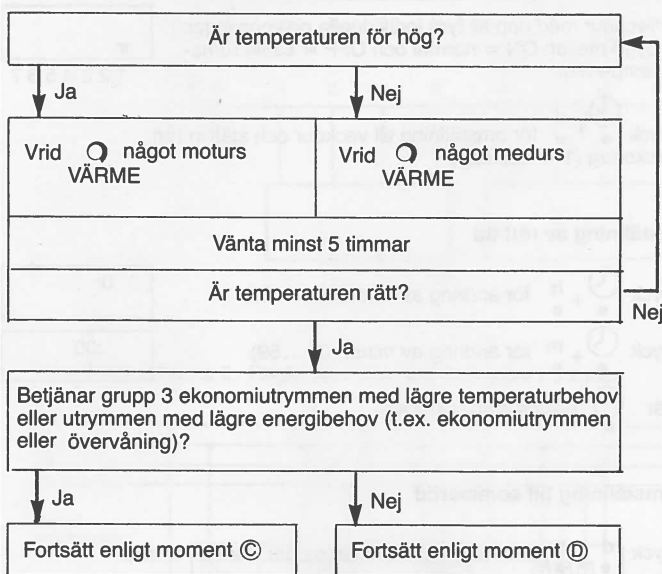 Är temperaturen för hög?
Ja
Nej
Vrid något moturs
VÄRME
Vrid något medurs
VÄRME
Vänta minst 5 timmar
Är temperaturen rätt?
Nej
Ja
Betjänar grupp 3 ekonomiutrymmen med lägre temperaturbehov
eller utrymmen med lägre energibehov (t.ex. ekonomiutrymmen
eller övervåning)?
Ja
Nej
Fortsätt enligt moment Ⓒ
Fortsätt enligt moment Ⓓ